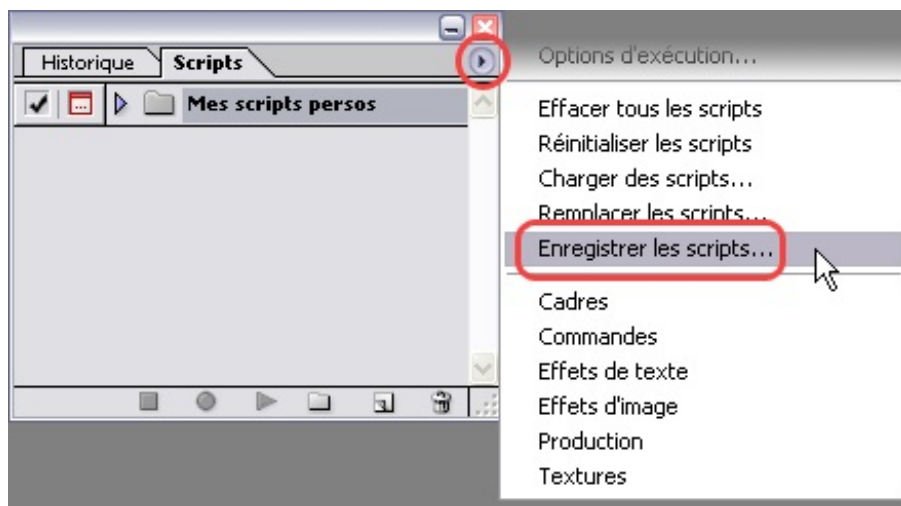 Historique
Scripts
Mes scripts persos
Options d'exécution...
Effacer tous les scripts
Réinitialiser les scripts
Charger des scripts...
Remplacer les scripts...
Enregistrer les scripts...
Cadres
Commandes
Effets de texte
Effets d'image
Production
Textures